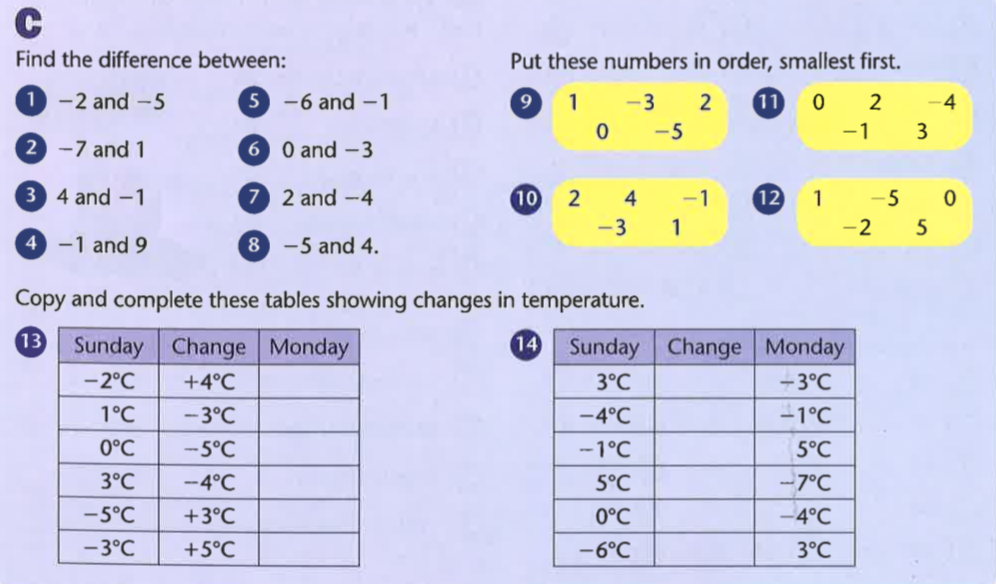 C
Find the difference between:
1 −2 and −5
2 −7 and 1
3 4 and −1
4 −1 and 9
5 −6 and −1
6 0 and −3
7 2 and −4
8 −5 and 4.
Put these numbers in order, smallest first.
9 1 −3 2
0 −5
10 2 4 −1
−3 1
11 0 2 −4
−1 3
12 1 −5 0
−2 5
Copy and complete these tables showing changes in temperature.
13 Sunday Change Monday
−2°C +4°C
1°C −3°C
0°C −5°C
3°C −4°C
−5°C +3°C
−3°C +5°C
14 Sunday Change Monday
3°C −3°C
−4°C −1°C
−1°C 5°C
5°C −7°C
0°C −4°C
−6°C 3°C